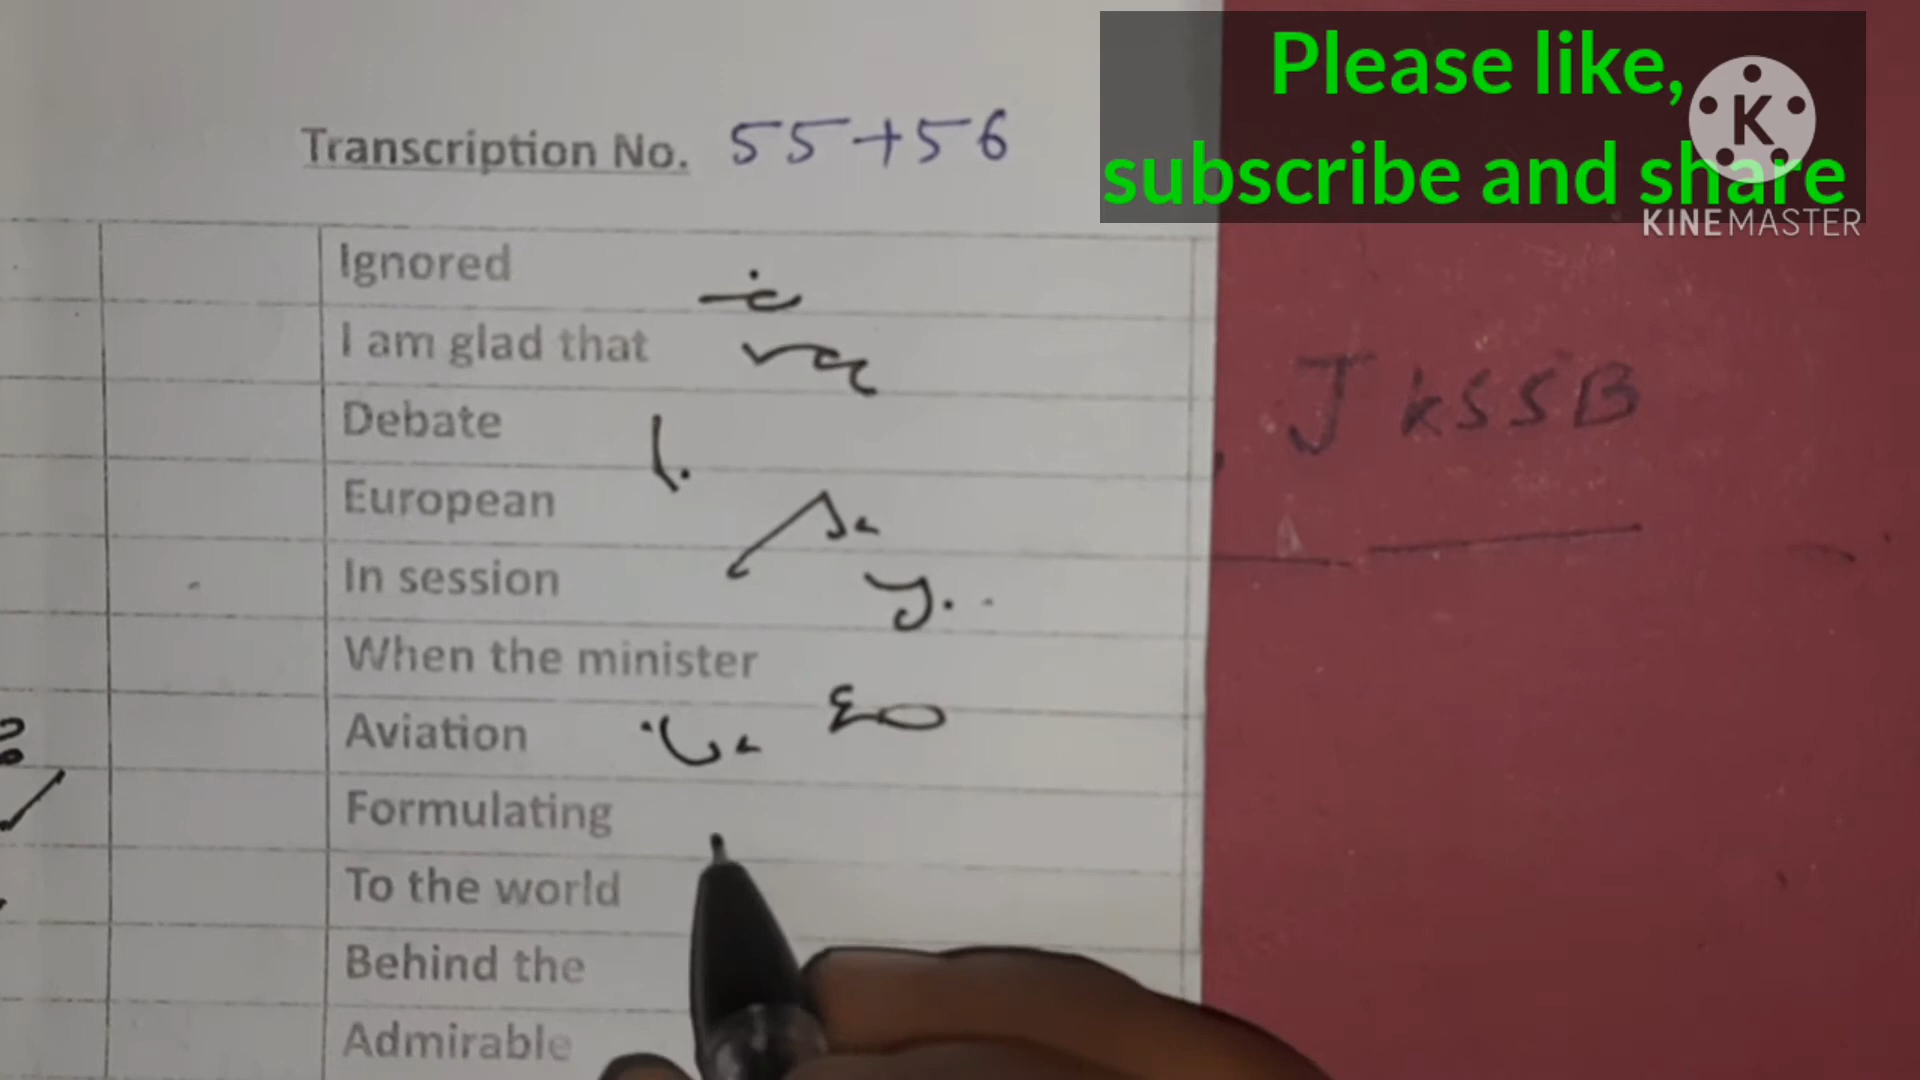 Please like,
subscribe and share
K
KINEMASTER
Transcription No. 55+56
Ignored
I am glad that
Debate
European
In session
When the minister
Aviation
Formulating
To the world
Behind the
Admirable
JKSSB